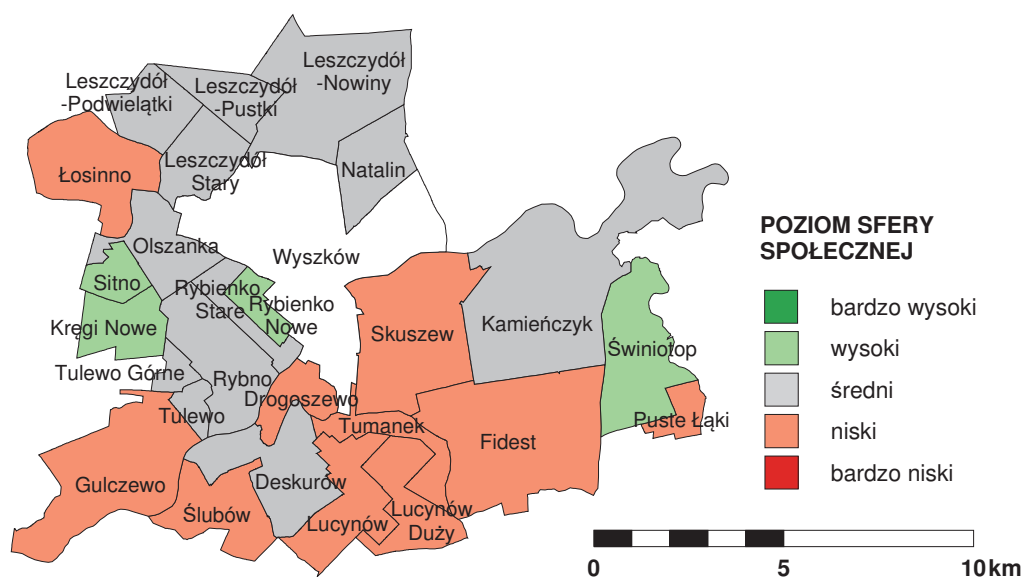 Leszczydół
-Nowiny
Leszczydół
-Podwielątki
Leszczydół
-Pustki
Leszczydół
Stary
Natalin
Łosinno
Olszanka
Wyszków
Sitno
Rybienko
Stare
Rybienko
Nowe
Kręgi Nowe
Skuszew
Kamieńczyk
Świniotop
Tulewo Górne
Rybno
Drogoszewo
Tulewo
Tumanek
Fidest
Puste Łąki
Gulczewo
Deskurów
Ślubów
Lucynów
Lucynów
Duży
POZIOM SFERY
SPOŁECZNEJ
bardzo wysoki
wysoki
średni
niski
bardzo niski
0 5 10 km